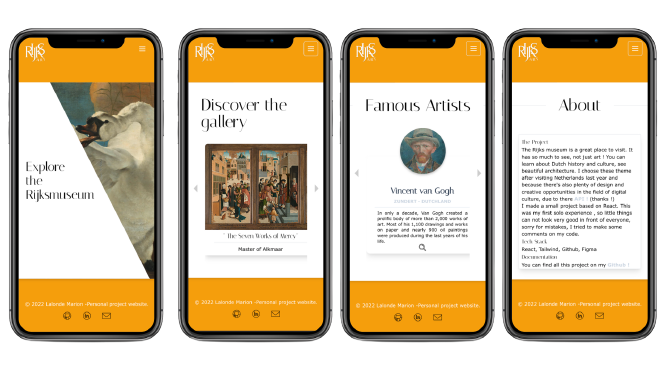 RIJKS
Explore
the
Rijksmuseum
© 2022 Lalonde Marion -Personal project website.
RIJKS
Discover the
gallery
The Seven Works of Mercy
Master of Alkmaar
© 2022 Lalonde Marion -Personal project website.
RIJKS
Famous Artists
Vincent van Gogh
In only a decade, Van Gogh created a
prolific body of more than 2,000 works of
art. Most of his 1,100 drawings and works
on paper and nearly 900 oil paintings
were produced during the last years of his
life.
© 2022 Lalonde Marion -Personal project website.
RIJKS
About
The Project
The Rijks museum is a great place to visit. It
has so much to see, not just art ! You can
learn about Dutch history and culture, see
beautiful architecture. I choose these theme
after visiting Netherlands last year and
because there's also plenty of design and
creative opportunities in the field of digital
culture, due to there API ! (thanks !)
I made a small project based on React. This
was my first solo experience , so little things
can not look very good in front of everyone,
sorry for mistakes, I tried to make some
comments on my code.
Tech Stack
React, Tailwind, Github, Figma
Documentation
You can find all this project on my Github !
© 2022 Lalonde Marion -Personal project website.